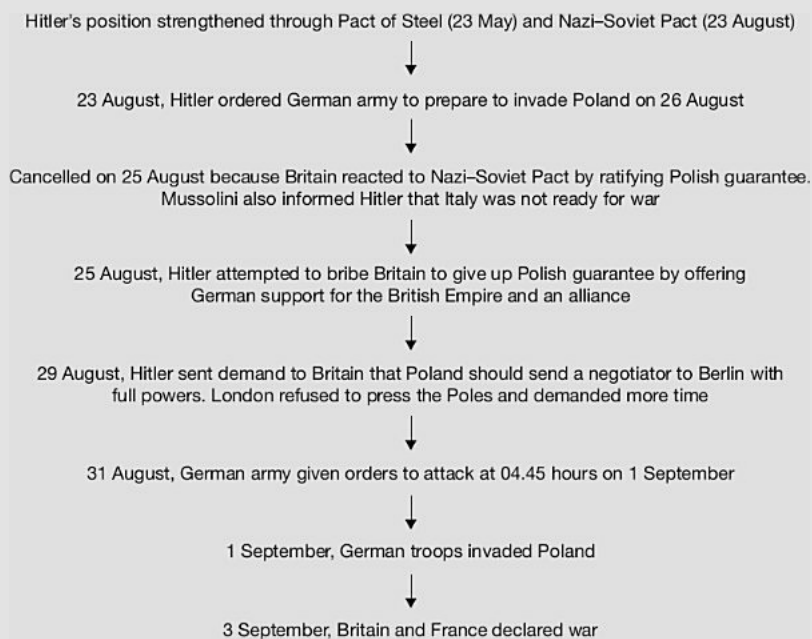 Hitler’s position strengthened through Pact of Steel (23 May) and Nazi–Soviet Pact (23 August)
23 August, Hitler ordered German army to prepare to invade Poland on 26 August
Cancelled on 25 August because Britain reacted to Nazi–Soviet Pact by ratifying Polish guarantee.
Mussolini also informed Hitler that Italy was not ready for war
25 August, Hitler attempted to bribe Britain to give up Polish guarantee by offering
German support for the British Empire and an alliance
29 August, Hitler sent demand to Britain that Poland should send a negotiator to Berlin with
full powers. London refused to press the Poles and demanded more time
31 August, German army given orders to attack at 04.45 hours on 1 September
1 September, German troops invaded Poland
3 September, Britain and France declared war